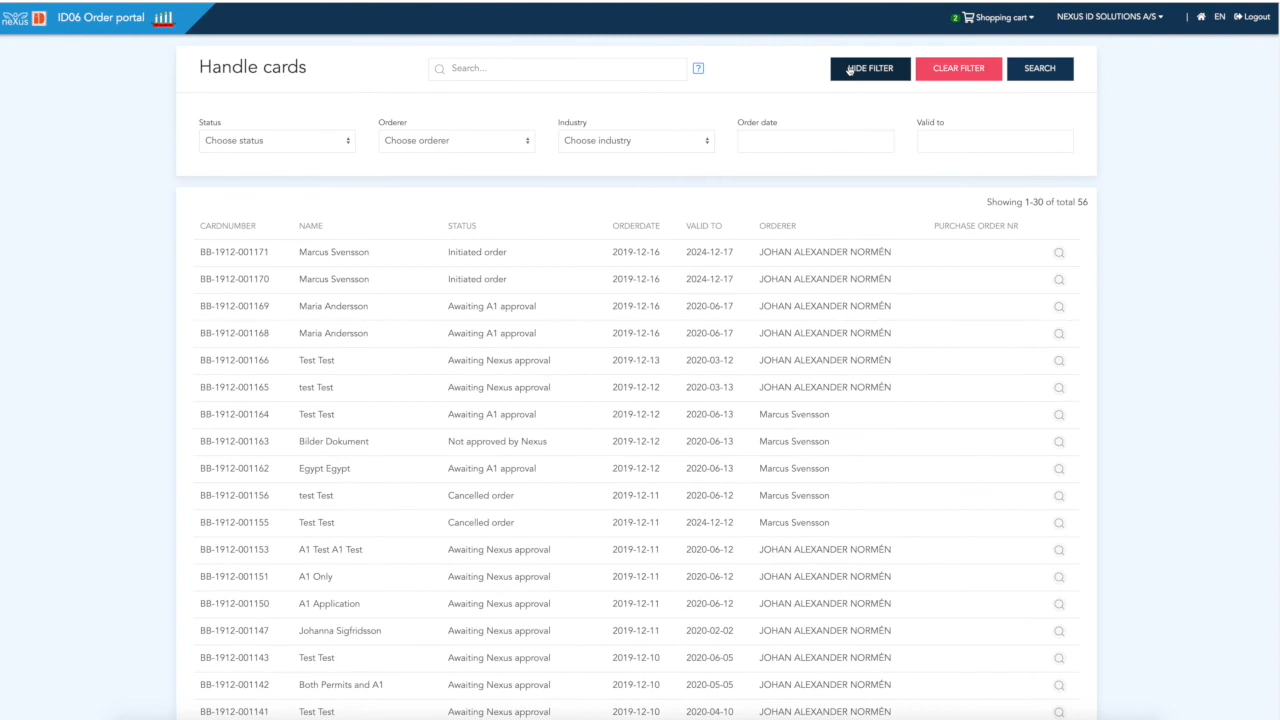 neXus ID ID06 Order portal 2 Shopping cart NEXUS ID SOLUTIONS A/S | EN Logout
Handle cards Search... ? HIDE FILTER CLEAR FILTER SEARCH
Status Orderer Industry Order date Valid to
Choose status Choose orderer Choose industry
Showing 1-30 of total 56
CARDNUMBER NAME STATUS ORDERDATE VALID TO ORDERER PURCHASE ORDER NR
BB-1912-001171 Marcus Svensson Initiated order 2019-12-16 2024-12-17 JOHAN ALEXANDER NORMÉN
BB-1912-001170 Marcus Svensson Initiated order 2019-12-16 2024-12-17 JOHAN ALEXANDER NORMÉN
BB-1912-001169 Maria Andersson Awaiting A1 approval 2019-12-16 2020-06-17 JOHAN ALEXANDER NORMÉN
BB-1912-001168 Maria Andersson Awaiting A1 approval 2019-12-16 2020-06-17 JOHAN ALEXANDER NORMÉN
BB-1912-001166 Test Test Awaiting Nexus approval 2019-12-13 2020-03-12 JOHAN ALEXANDER NORMÉN
BB-1912-001165 test Test Awaiting Nexus approval 2019-12-12 2020-03-13 JOHAN ALEXANDER NORMÉN
BB-1912-001164 Test Test Awaiting A1 approval 2019-12-12 2020-06-13 Marcus Svensson
BB-1912-001163 Bilder Dokument Not approved by Nexus 2019-12-12 2020-06-13 Marcus Svensson
BB-1912-001162 Egypt Egypt Awaiting A1 approval 2019-12-12 2020-06-13 Marcus Svensson
BB-1912-001156 test Test Cancelled order 2019-12-11 2020-06-12 Marcus Svensson
BB-1912-001155 Test Test Cancelled order 2019-12-11 2024-12-12 Marcus Svensson
BB-1912-001153 A1 Test A1 Test Awaiting Nexus approval 2019-12-11 2020-06-12 JOHAN ALEXANDER NORMÉN
BB-1912-001151 A1 Only Awaiting Nexus approval 2019-12-11 2020-06-12 JOHAN ALEXANDER NORMÉN
BB-1912-001150 A1 Application Awaiting Nexus approval 2019-12-11 2020-06-12 JOHAN ALEXANDER NORMÉN
BB-1912-001147 Johanna Sigfridsson Awaiting Nexus approval 2019-12-11 2020-02-02 JOHAN ALEXANDER NORMÉN
BB-1912-001143 Test Test Awaiting Nexus approval 2019-12-10 2020-06-05 JOHAN ALEXANDER NORMÉN
BB-1912-001142 Both Permits and A1 Awaiting Nexus approval 2019-12-10 2020-05-05 JOHAN ALEXANDER NORMÉN
BB-1912-001141 Test Test Awaiting Nexus approval 2019-12-10 2020-04-10 JOHAN ALEXANDER NORMÉN